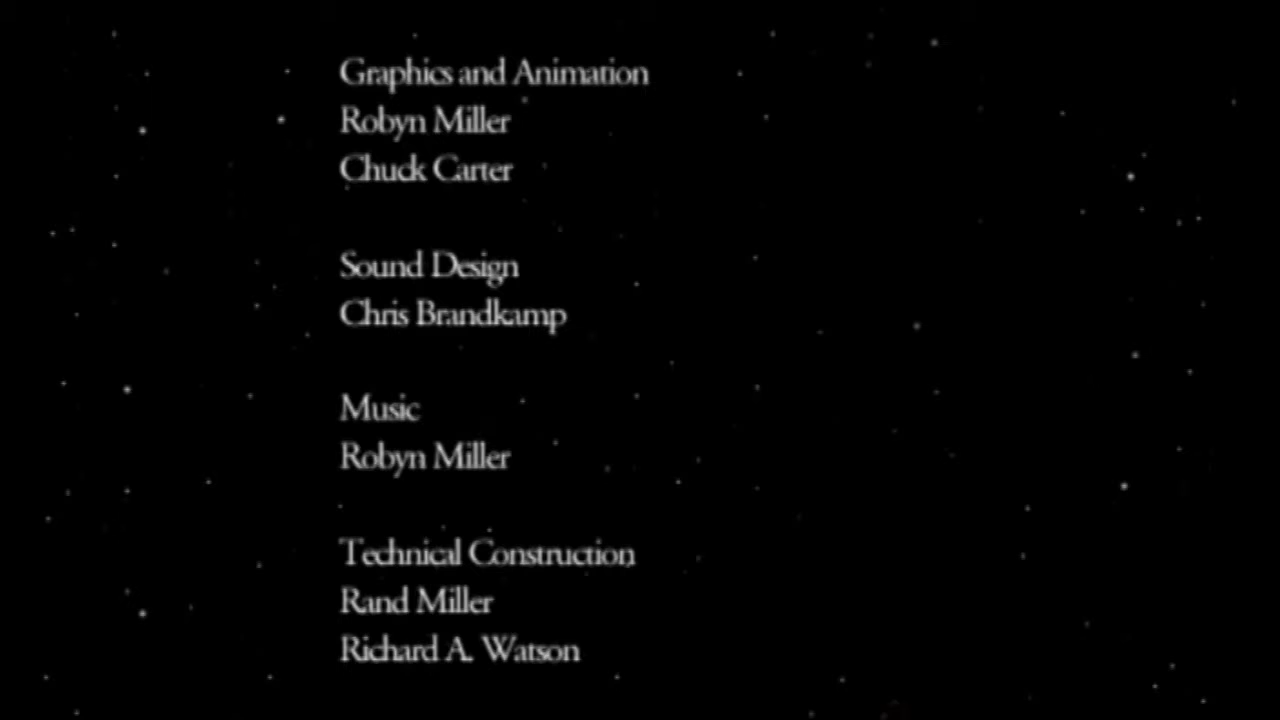 Graphics and Animation
Robyn Miller
Chuck Carter
Sound Design
Chris Brandkamp
Music
Robyn Miller
Technical Construction
Rand Miller
Richard A. Watson